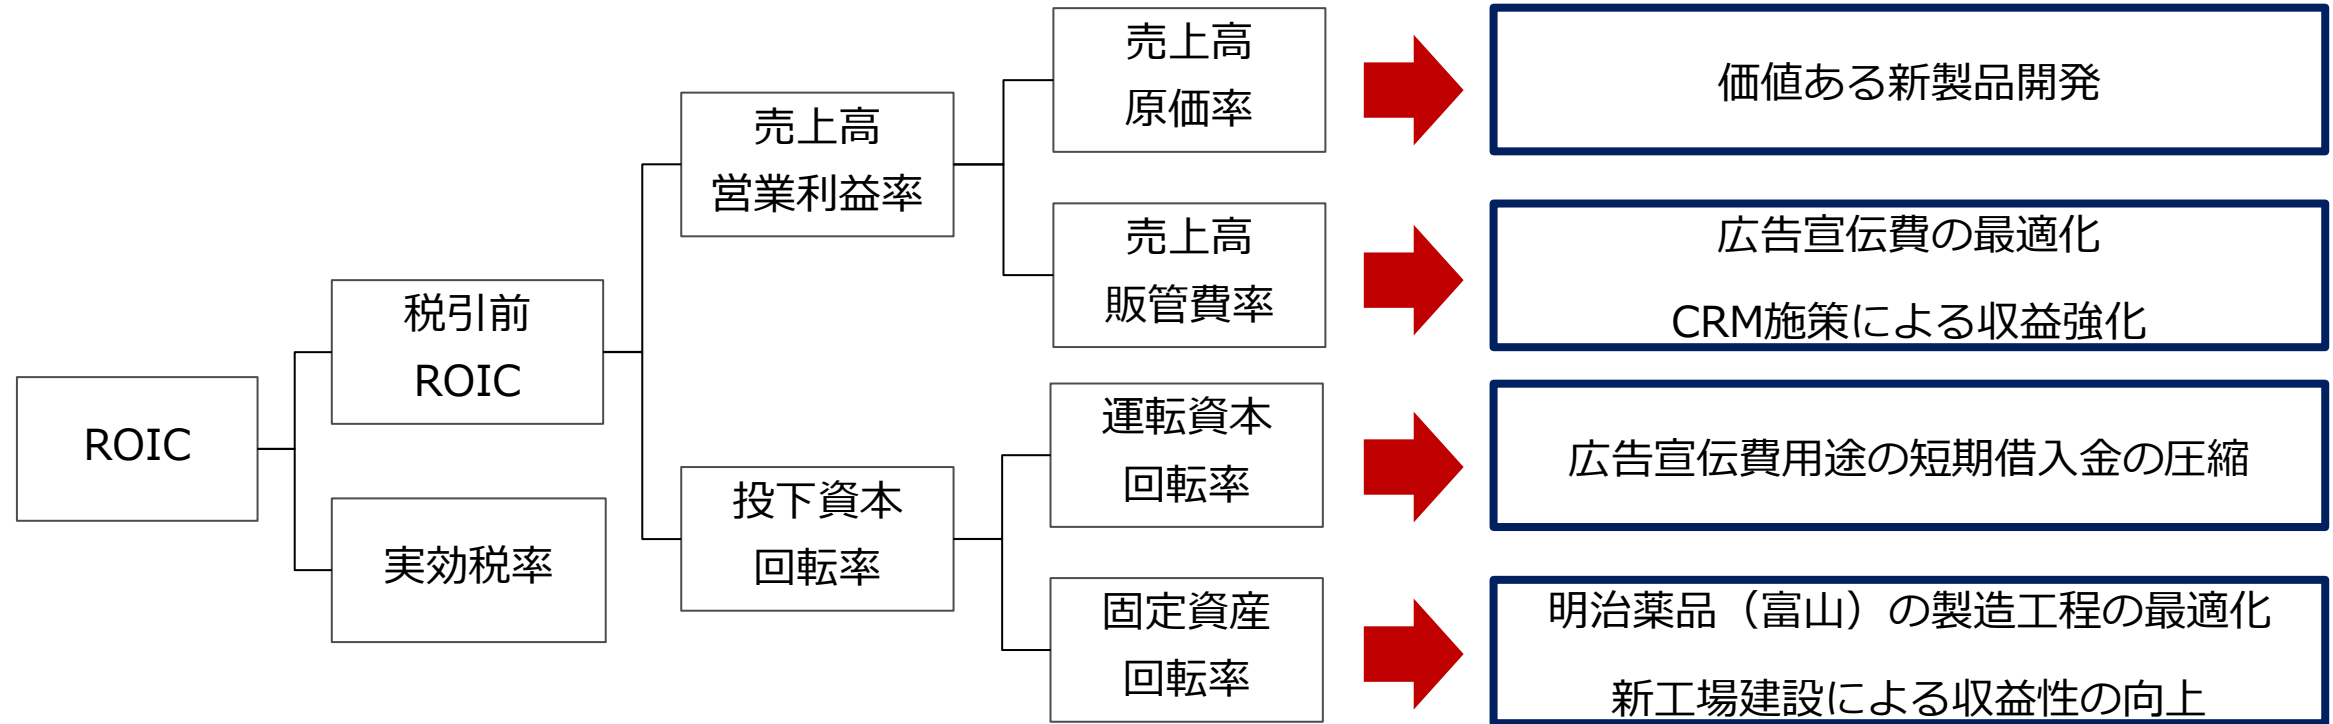 ROIC
税引前
ROIC
実効税率
売上高
営業利益率
投下資本
回転率
売上高
原価率
売上高
販管費率
運転資本
回転率
固定資産
回転率
価値ある新製品開発
広告宣伝費の最適化
CRM施策による収益強化
広告宣伝費用途の短期借入金の圧縮
明治薬品（富山）の製造工程の最適化
新工場建設による収益性の向上